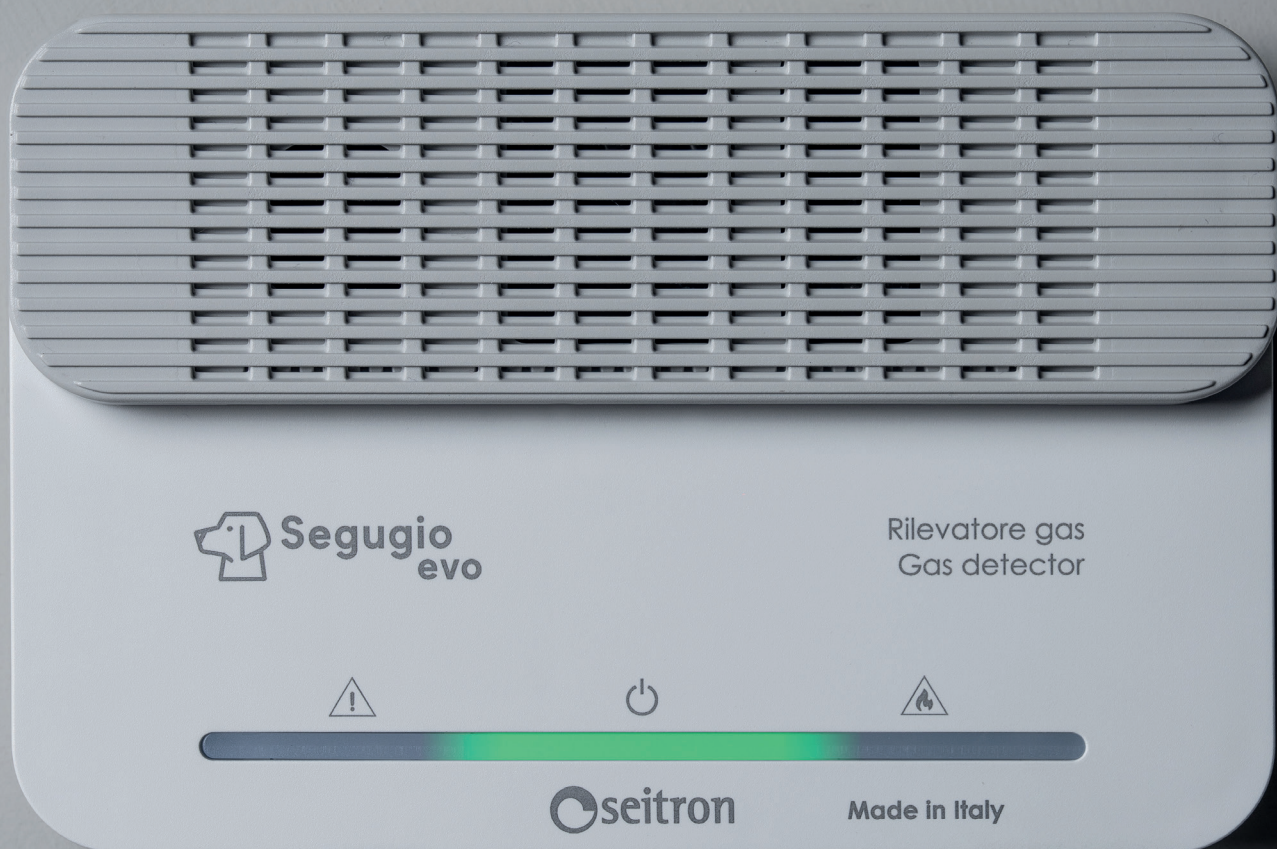 Segugio
evo
Rilevatore gas
Gas detector
seitron
Made in Italy